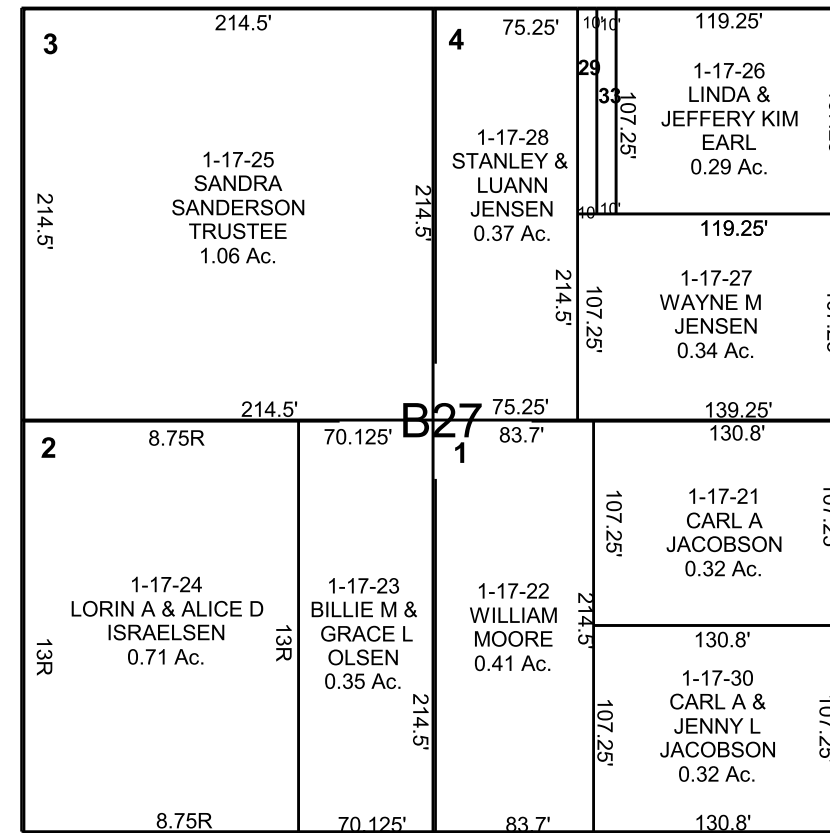 3
214.5'
214.5'
1-17-25
SANDRA
SANDERSON
TRUSTEE
1.06 Ac.
214.5'
214.5'
4
75.25'
1-17-28
STANLEY &
LUANN
JENSEN
0.37 Ac.
214.5'
75.25'
10'
10'
29
33
107.25'
10'
10'
119.25'
1-17-26
LINDA &
JEFFERY KIM
EARL
0.29 Ac.
119.25'
107.25'
1-17-27
WAYNE M
JENSEN
0.34 Ac.
139.25'
B27
2
8.75R
13R
1-17-24
LORIN A & ALICE D
ISRAELSEN
0.71 Ac.
13R
8.75R
70.125'
1-17-23
BILLIE M &
GRACE L
OLSEN
0.35 Ac.
214.5'
70.125'
1
83.7'
1-17-22
WILLIAM
MOORE
0.41 Ac.
214.5'
83.7'
130.8'
107.25'
1-17-21
CARL A
JACOBSON
0.32 Ac.
107.25
130.8'
107.25'
1-17-30
CARL A &
JENNY L
JACOBSON
0.32 Ac.
107.25'
130.8'